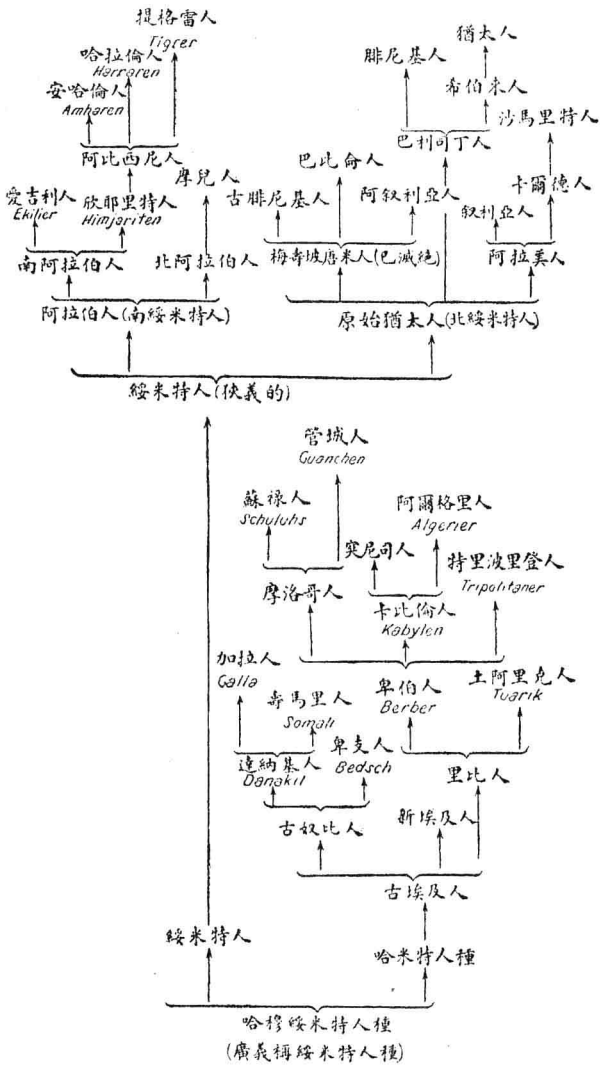 提格雷人
Tigrer
哈拉倫人
Harraren
安哈倫人
Amharen
阿比西尼人
愛吉利人
Ekilier
欣耶里特人
Himjariten
摩兒人
南阿拉伯人
北阿拉伯人
阿拉伯人(南綏米特人)
猶太人
腓尼基人
希伯來人
沙馬里特人
巴利司丁人
巴比侖人
卡爾德人
古腓尼基人
阿叙利亞人
叙利亞人
梅壽坡唐米人(巴滅絕)
阿拉美人
原始猶太人(北綏米特人)
綏米特人(狹義的)
管城人
Guanchen
蘇祿人
Schuluhs
阿爾格里人
Algerier
突尼司人
特里波里登人
Tripolitaner
摩洛哥人
卡比倫人
Kabylen
加拉人
Galla
壽馬里人
Somali
卑伯人
Berber
土阿里克人
Tuarik
達納基人
Danakil
卑支人
Bedsch
里比人
古奴比人
新埃及人
古埃及人
綏米特人
哈米特人種
哈穆綏米特人種
(廣義稱綏米特人種)